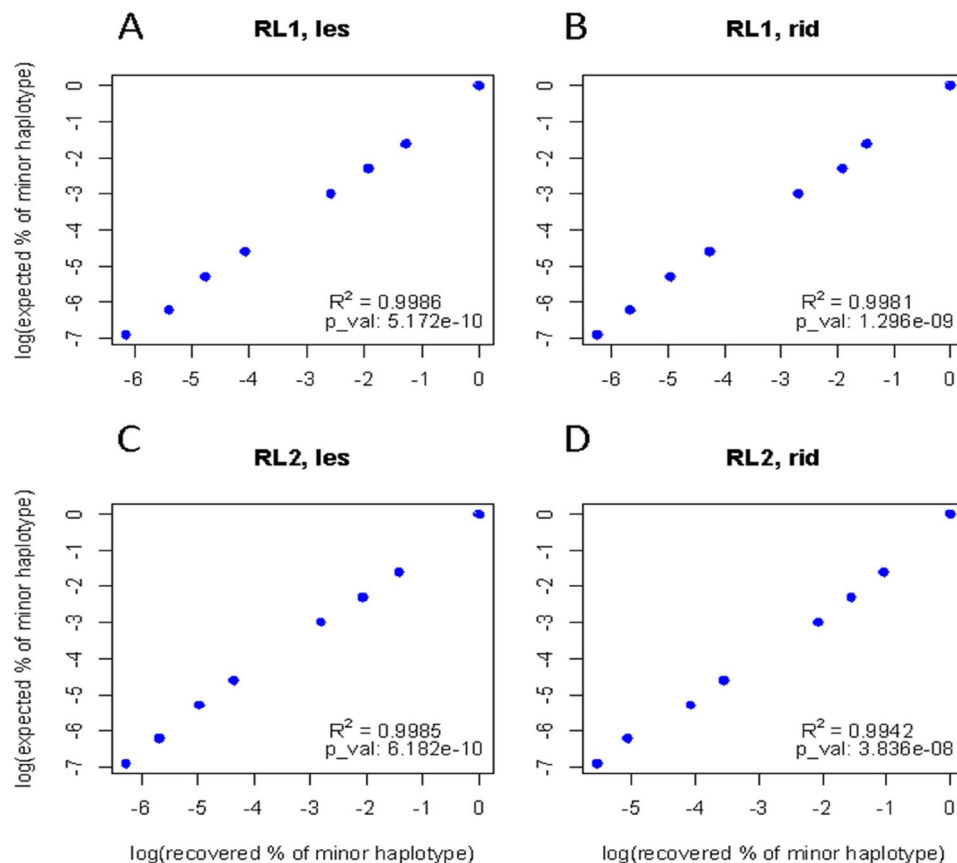 A
RL1, les
log(expected % of minor haplotype)
0
-1
-2
-3
-4
-5
-6
-7
R² = 0.9986
p_val: 5.172e-10
-6 -5 -4 -3 -2 -1 0
B
RL1, rid
0
-1
-2
-3
-4
-5
-6
-7
R² = 0.9981
p_val: 1.296e-09
-6 -5 -4 -3 -2 -1 0
C
RL2, les
log(expected % of minor haplotype)
0
-1
-2
-3
-4
-5
-6
-7
R² = 0.9985
p_val: 6.182e-10
-6 -5 -4 -3 -2 -1 0
log(recovered % of minor haplotype)
D
RL2, rid
0
-1
-2
-3
-4
-5
-6
-7
R² = 0.9942
p_val: 3.836e-08
-5 -4 -3 -2 -1 0
log(recovered % of minor haplotype)